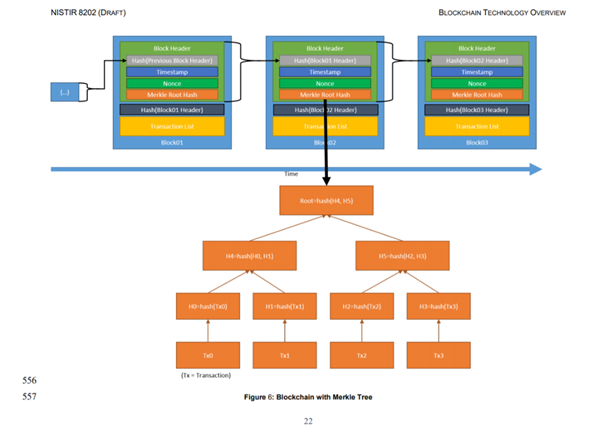 NISTIR 8202 (DRAFT) BLOCKCHAIN TECHNOLOGY OVERVIEW
Block Header Block Header Block Header
(...) Hash(Previous Block Header) Hash(Block01 Header) Hash(Block02 Header)
Timestamp Timestamp Timestamp
Nonce Nonce Nonce
Merkle Root Hash Merkle Root Hash Merkle Root Hash
Hash(Block01 Header) Hash(Block02 Header) Hash(Block03 Header)
Transaction List Transaction List Transaction List
Block01 Block02 Block03
Time
Root=hash(H4, H5)
H4=hash(H0, H1) H5=hash(H2, H3)
H0=hash(Tx0) H1=hash(Tx1) H2=hash(Tx2) H3=hash(Tx3)
Tx0 Tx1 Tx2 Tx3
(Tx = Transaction)
556
557 Figure 6: Blockchain with Merkle Tree
22